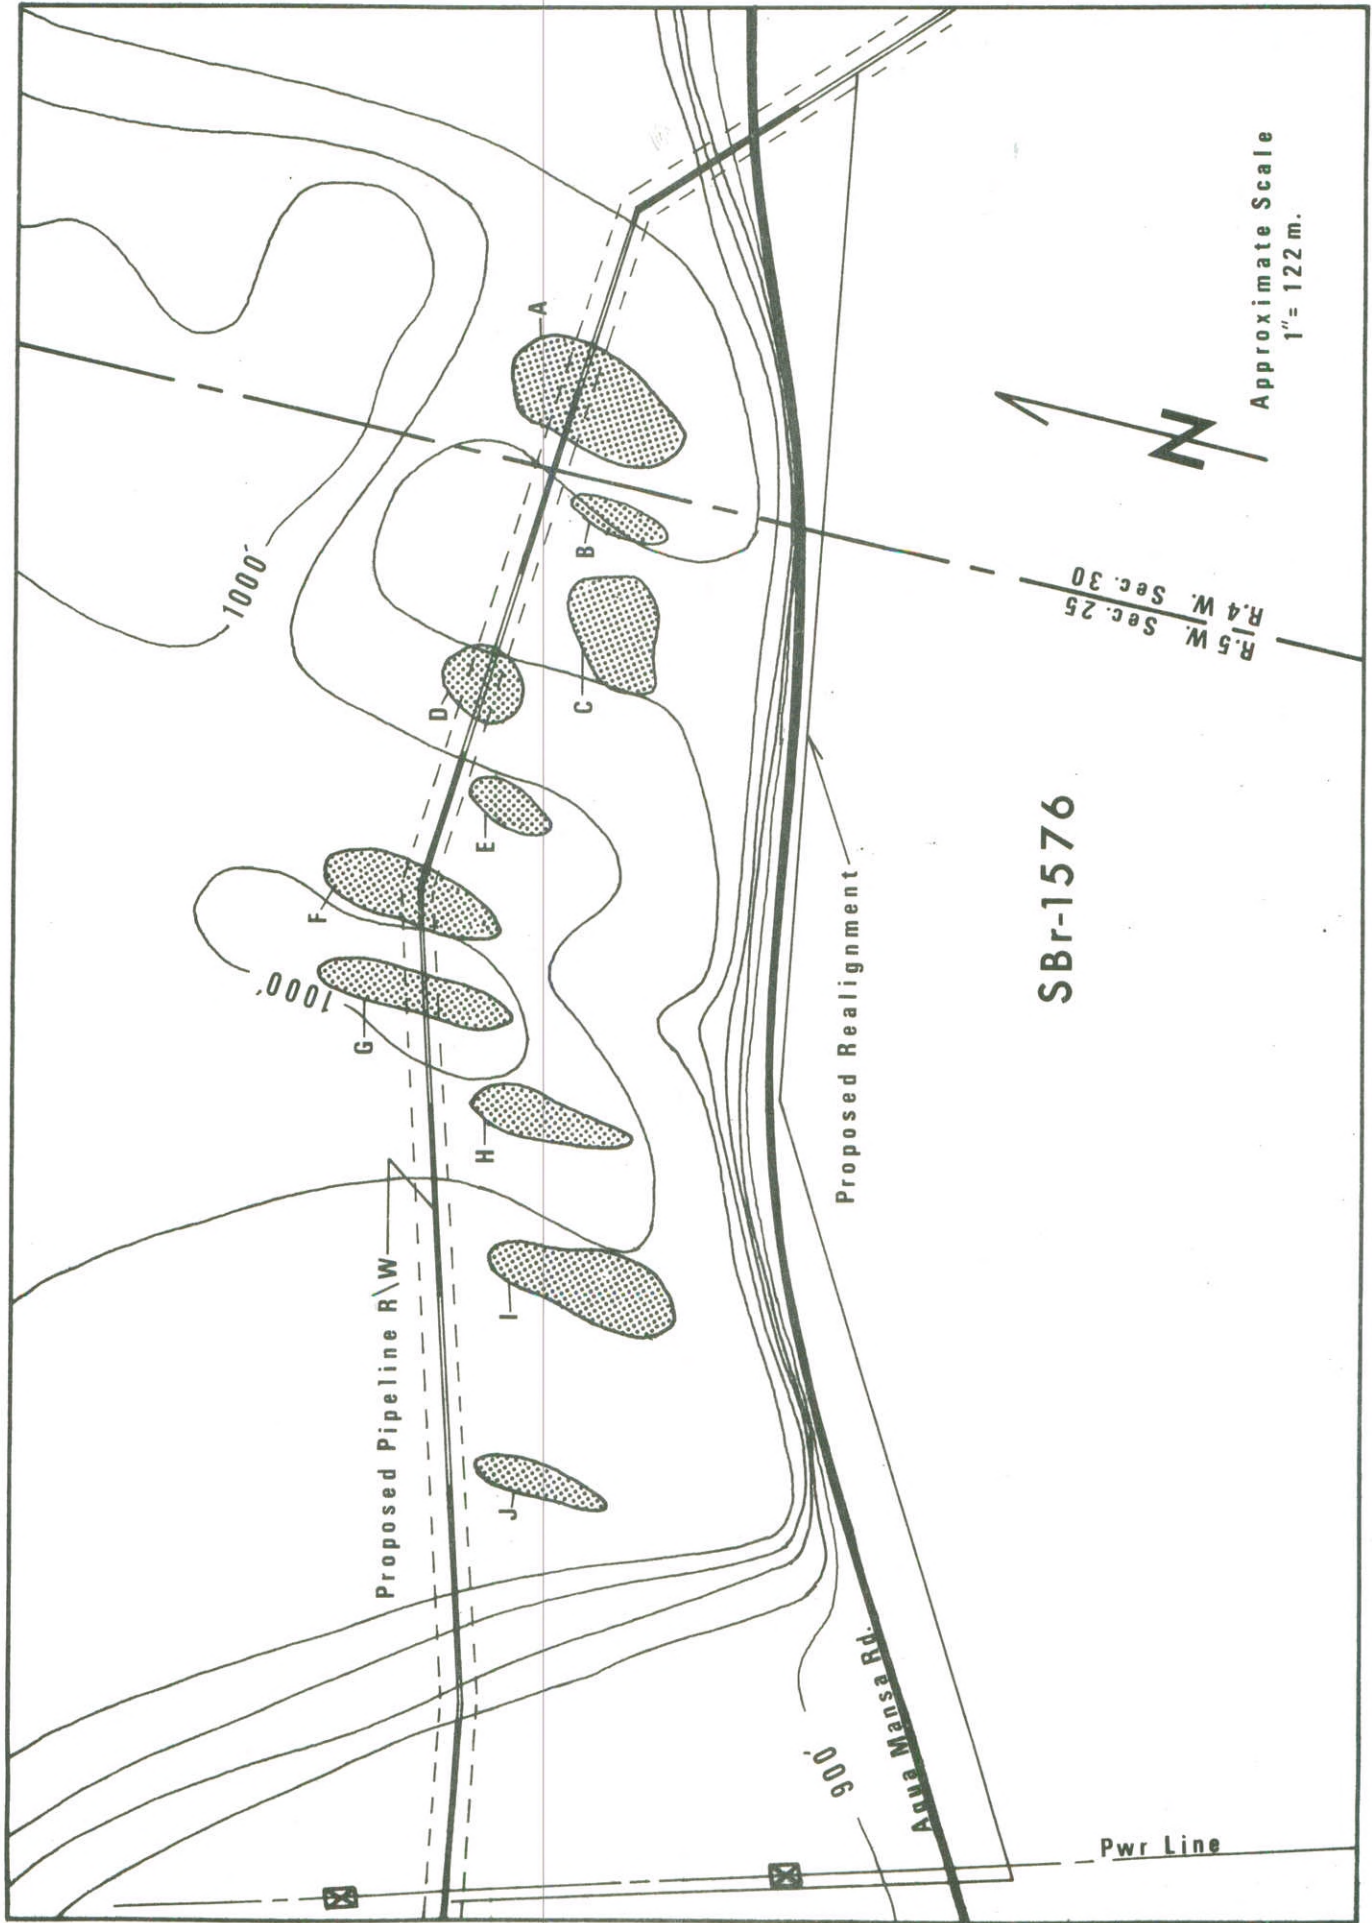 A
B
C
D
E
F
G
H
I
J
1000'
1000'
900'
Proposed Pipeline R\W
Proposed Realignment
Aqua Mansa Rd.
Pwr Line
SBr-1576
R.5 W. Sec. 25
R.4 W. Sec. 30
N
Approximate Scale
1"= 122 m.